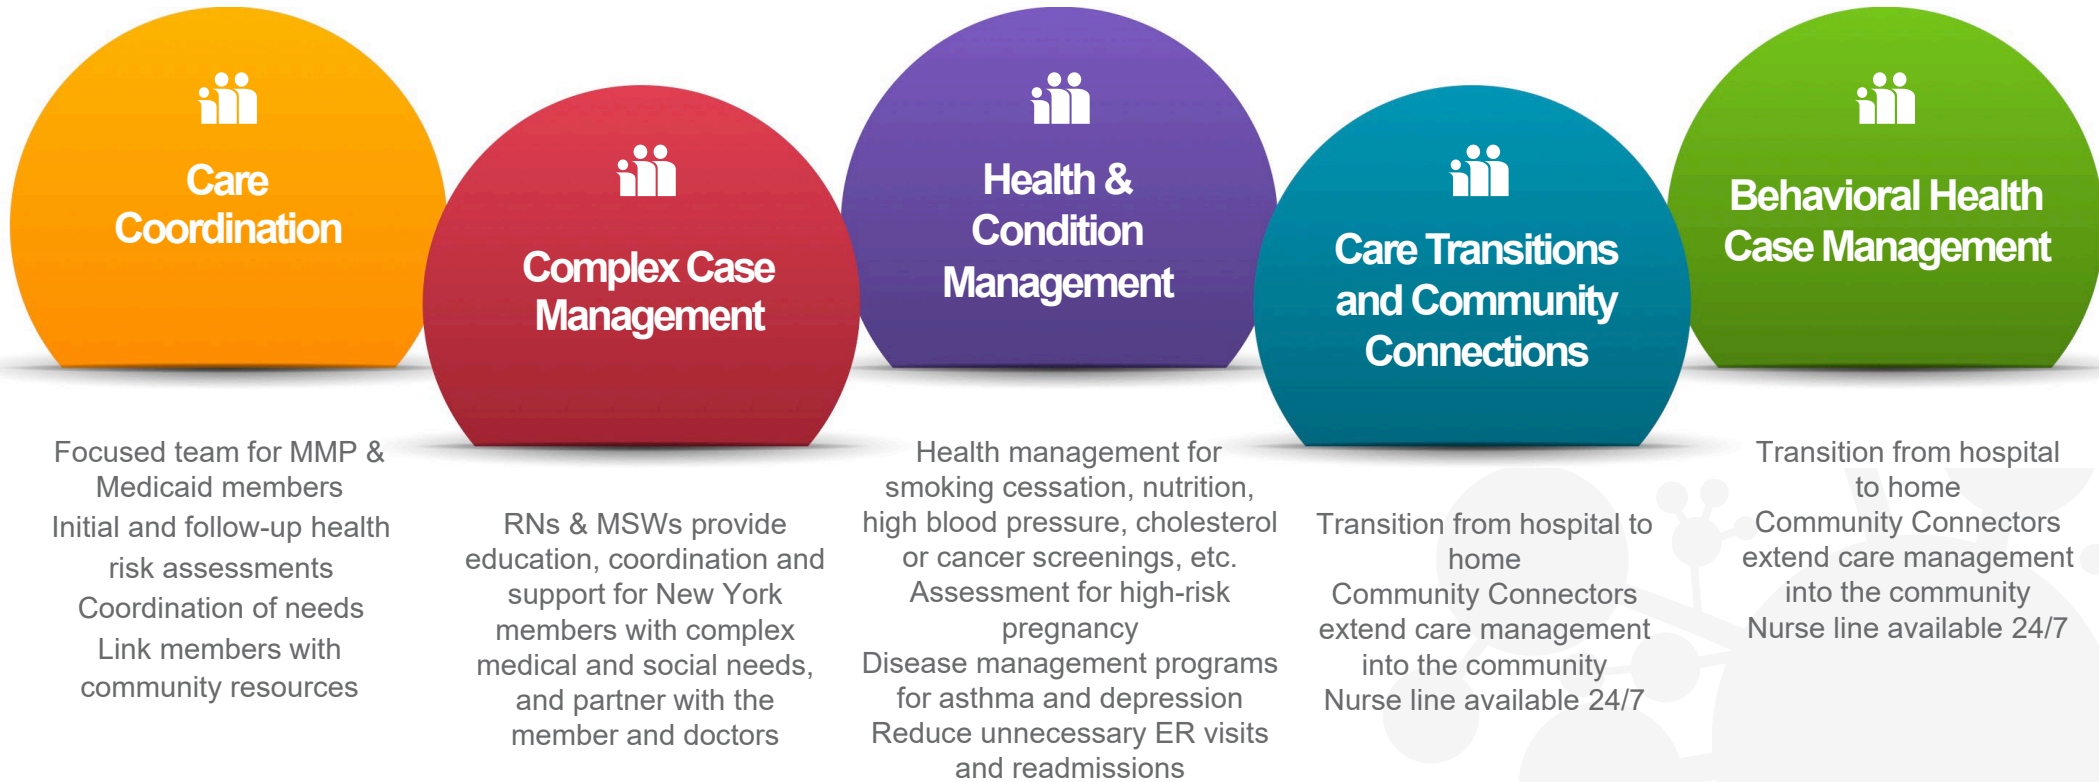 Care
Coordination
Focused team for MMP &
Medicaid members
Initial and follow-up health
risk assessments
Coordination of needs
Link members with
community resources
Complex Case
Management
RNs & MSWs provide
education, coordination and
support for New York
members with complex
medical and social needs,
and partner with the
member and doctors
Health &
Condition
Management
Health management for
smoking cessation, nutrition,
high blood pressure, cholesterol
or cancer screenings, etc.
Assessment for high-risk
pregnancy
Disease management programs
for asthma and depression
Reduce unnecessary ER visits
and readmissions
Care Transitions
and Community
Connections
Transition from hospital to
home
Community Connectors
extend care management
into the community
Nurse line available 24/7
Behavioral Health
Case Management
Transition from hospital
to home
Community Connectors
extend care management
into the community
Nurse line available 24/7